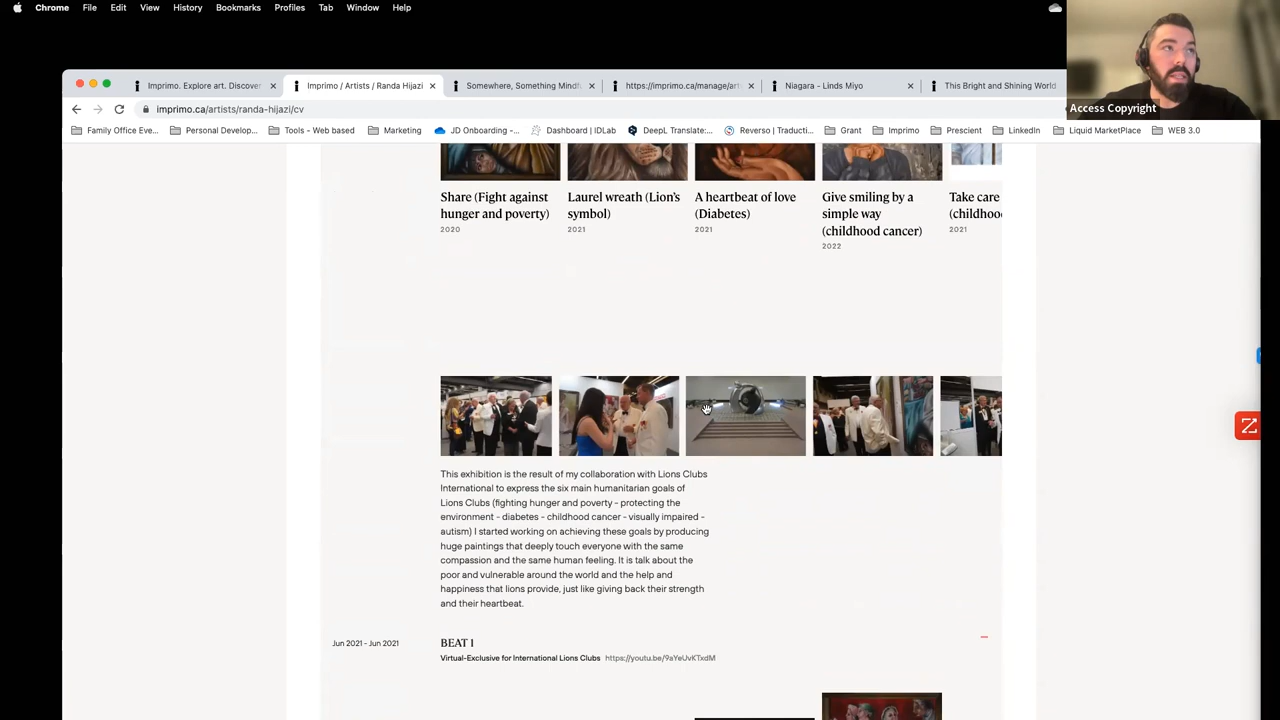 Chrome File Edit View History Bookmarks Profiles Tab Window Help
Access Copyright
Imprimo. Explore art. Discover Imprimo / Artists / Randa Hijazi Somewhere, Something Mindf https://imprimo.ca/manage/art Niagara - Linds Miyo This Bright and Shining World
imprimo.ca/artists/randa-hijazi/cv
Family Office Eve... Personal Develop... Tools - Web based Marketing JD Onboarding -... Dashboard | IDLab DeepL Translate:... Reverso | Traducti... Grant Imprimo Prescient LinkedIn Liquid MarketPlace WEB 3.0
Share (Fight against
hunger and poverty)
2020
Laurel wreath (Lion's
symbol)
2021
A heartbeat of love
(Diabetes)
2021
Give smiling by a
simple way
(childhood cancer)
2022
Take care
(childhoo
2021
This exhibition is the result of my collaboration with Lions Clubs
International to express the six main humanitarian goals of
Lions Clubs (fighting hunger and poverty - protecting the
environment - diabetes - childhood cancer - visually impaired -
autism) I started working on achieving these goals by producing
huge paintings that deeply touch everyone with the same
compassion and the same human feeling. It is talk about the
poor and vulnerable around the world and the help and
happiness that lions provide, just like giving back their strength
and their heartbeat.
Jun 2021 - Jun 2021 BEAT 1
Virtual-Exclusive for International Lions Clubs https://youtu.be/9aYeUvKTxdM